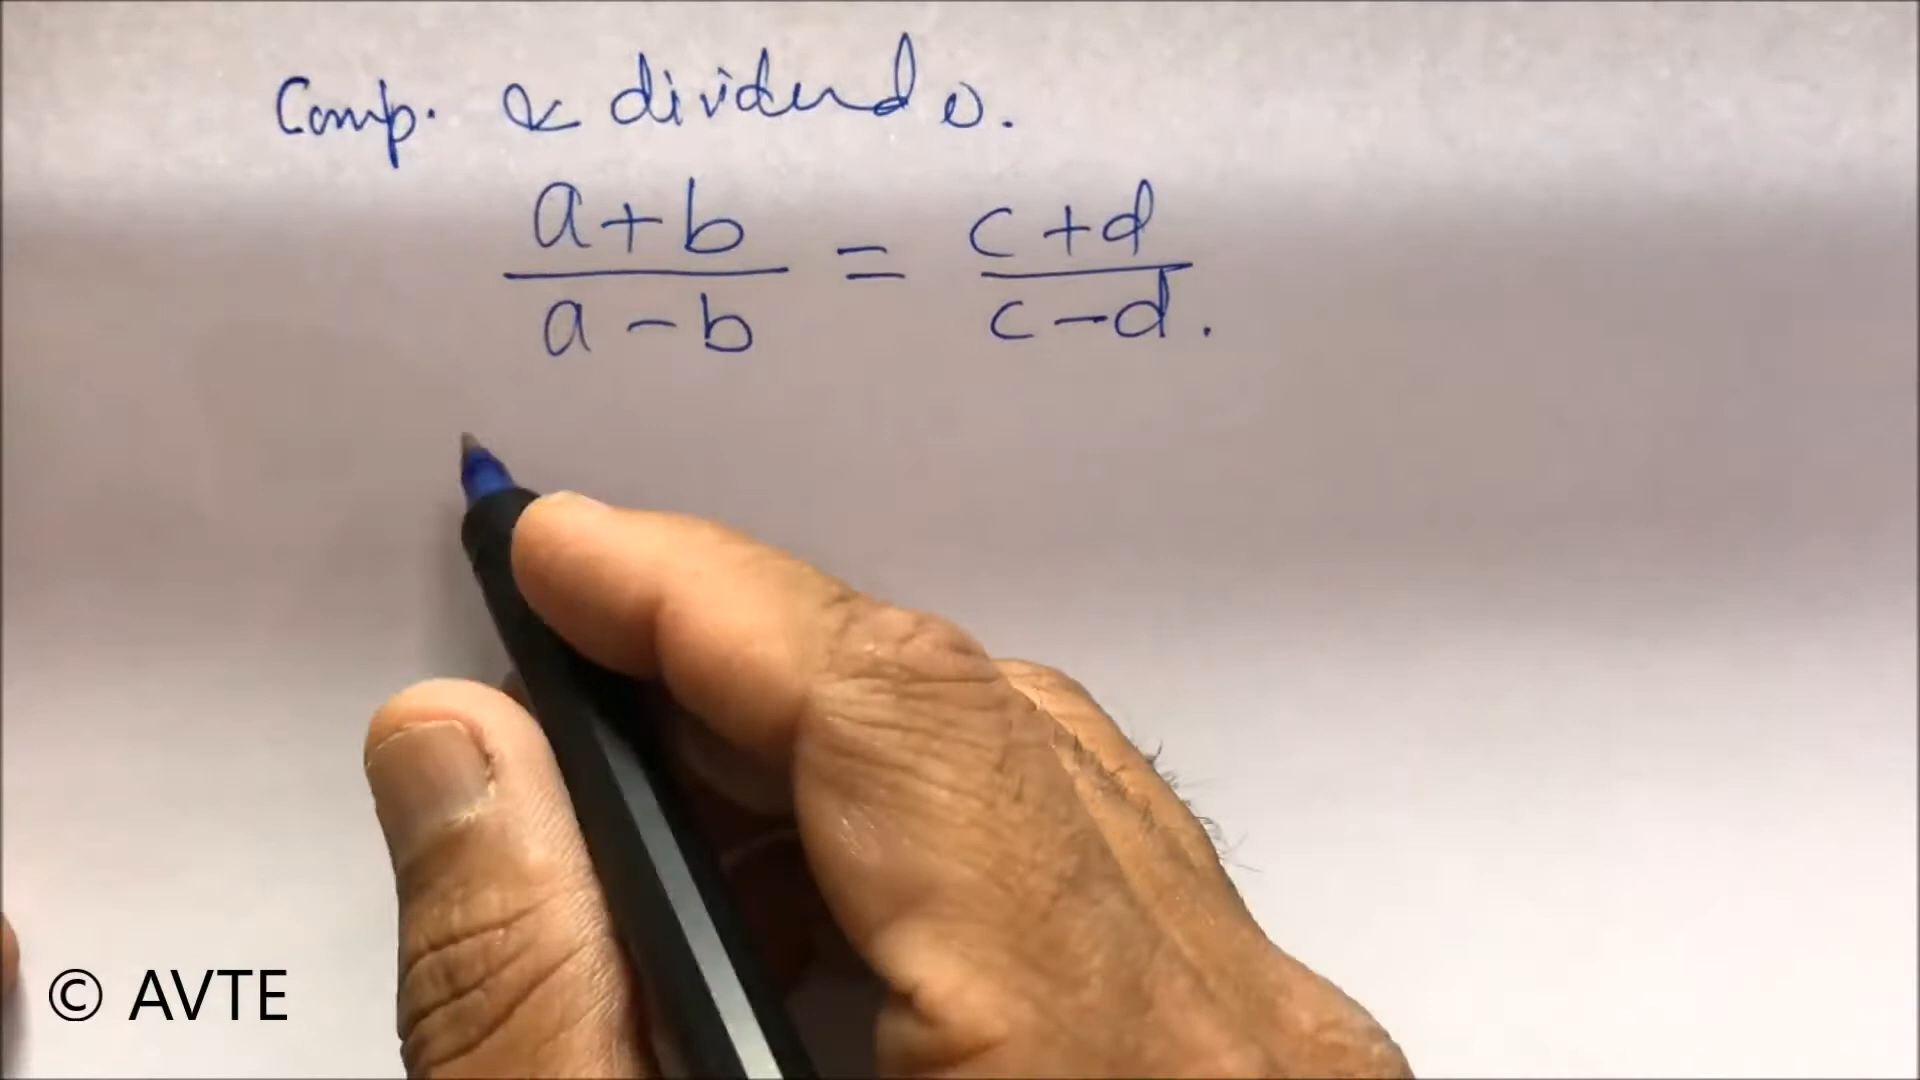 Comp. & dividendo.
a+b/a-b = c+d/c-d.
© AVTE